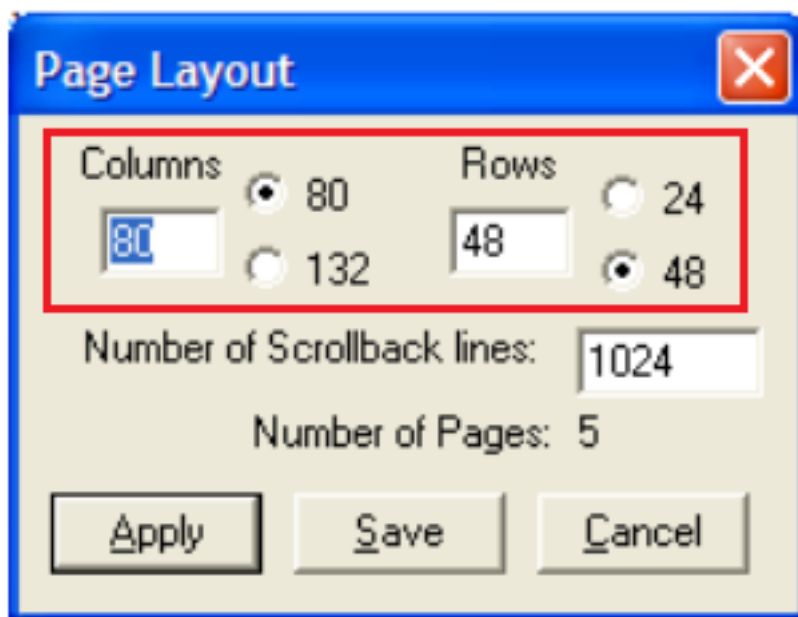 Page Layout
Columns
80
80
132
Rows
48
24
48
Number of Scrollback lines: 1024
Number of Pages: 5
Apply Save Cancel